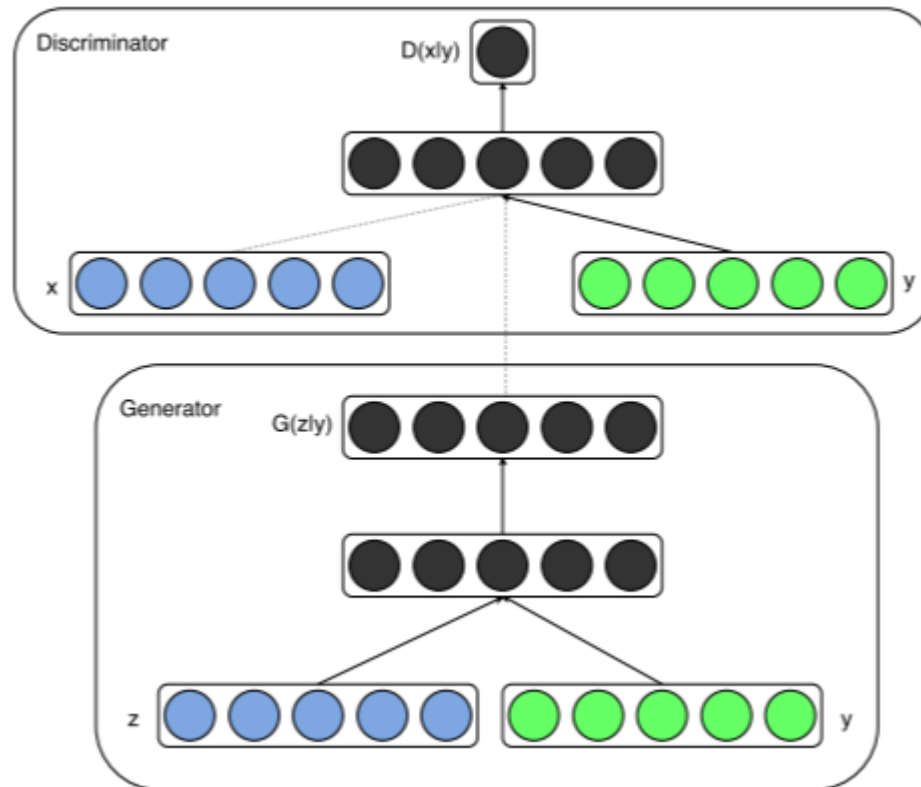 Discriminator
D(x|y)
x
y
Generator
G(z|y)
z
y